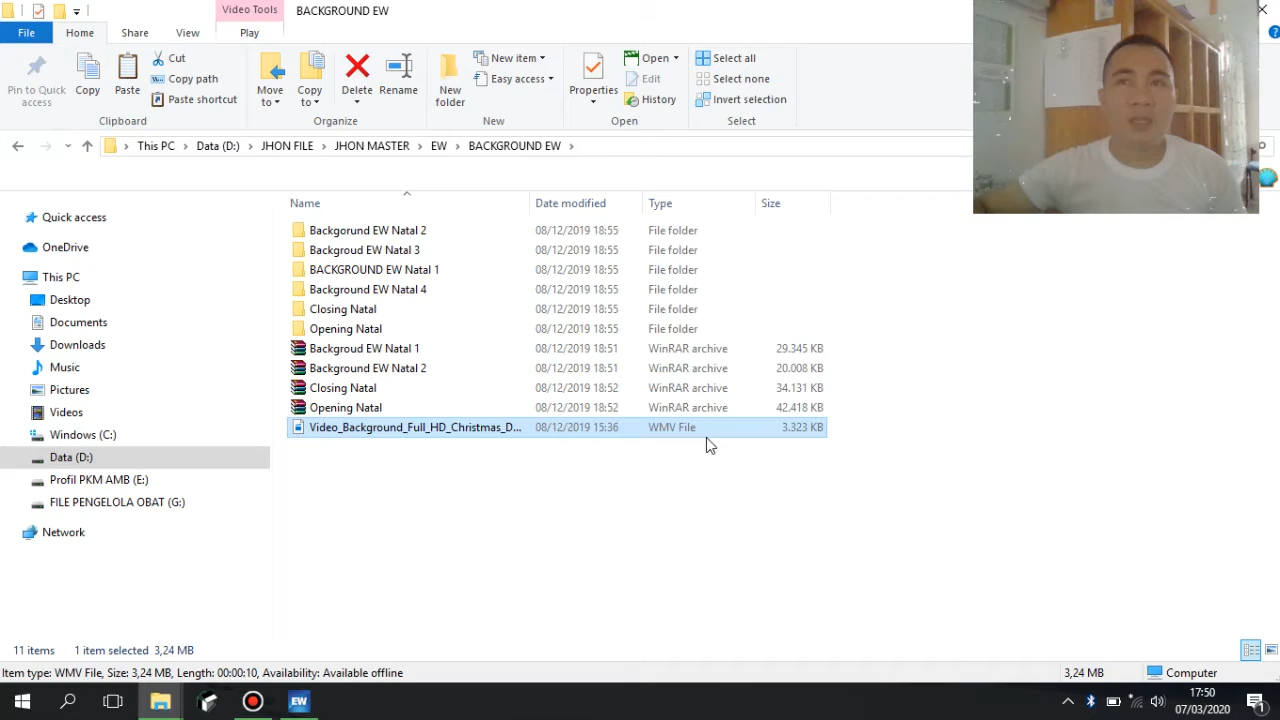 Video Tools
BACKGROUND EW
File
Home
Share
View
Play
Pin to Quick access
Copy
Paste
Cut
Copy path
Paste shortcut
Clipboard
Move to
Copy to
Delete
Rename
Organize
New folder
New item
Easy access
New
Properties
Open
Edit
History
Open
Select all
Select none
Invert selection
Select
This PC > Data (D:) > JHON FILE > JHON MASTER > EW > BACKGROUND EW >
Name Date modified Type Size
Quick access
OneDrive
This PC
Desktop
Documents
Downloads
Music
Pictures
Videos
Windows (C:)
Data (D:)
Profil PKM AMB (E:)
FILE PENGELOLA OBAT (G:)
Network
Backgorund EW Natal 2 08/12/2019 18:55 File folder
Backgroud EW Natal 3 08/12/2019 18:55 File folder
BACKGROUND EW Natal 1 08/12/2019 18:55 File folder
Background EW Natal 4 08/12/2019 18:55 File folder
Closing Natal 08/12/2019 18:55 File folder
Opening Natal 08/12/2019 18:55 File folder
Backgroud EW Natal 1 08/12/2019 18:51 WinRAR archive 29.345 KB
Background EW Natal 2 08/12/2019 18:51 WinRAR archive 20.008 KB
Closing Natal 08/12/2019 18:52 WinRAR archive 34.131 KB
Opening Natal 08/12/2019 18:52 WinRAR archive 42.418 KB
Video_Background_Full_HD_Christmas_D... 08/12/2019 15:36 WMV File 3.323 KB
11 items 1 item selected 3,24 MB
Item type: WMV File, Size: 3,24 MB, Length: 00:00:10, Availability: Available offline 3,24 MB Computer
EW
17:50
07/03/2020
1